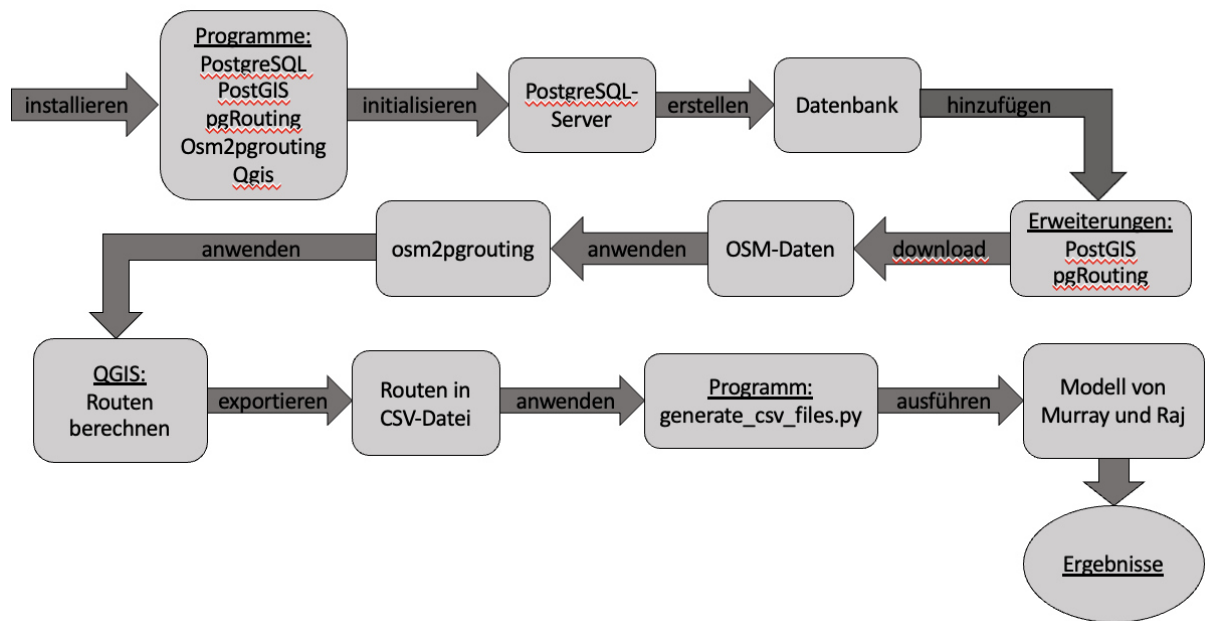 installieren
Programme:
PostgreSQL
PostGIS
pgRouting
Osm2pgrouting
Qgis
initialisieren
PostgreSQL-
Server
erstellen
Datenbank
hinzufügen
Erweiterungen:
PostGIS
pgRouting
download
OSM-Daten
anwenden
osm2pgrouting
anwenden
QGIS:
Routen
berechnen
exportieren
Routen in
CSV-Datei
anwenden
Programm:
generate_csv_files.py
ausführen
Modell von
Murray und Raj
Ergebnisse